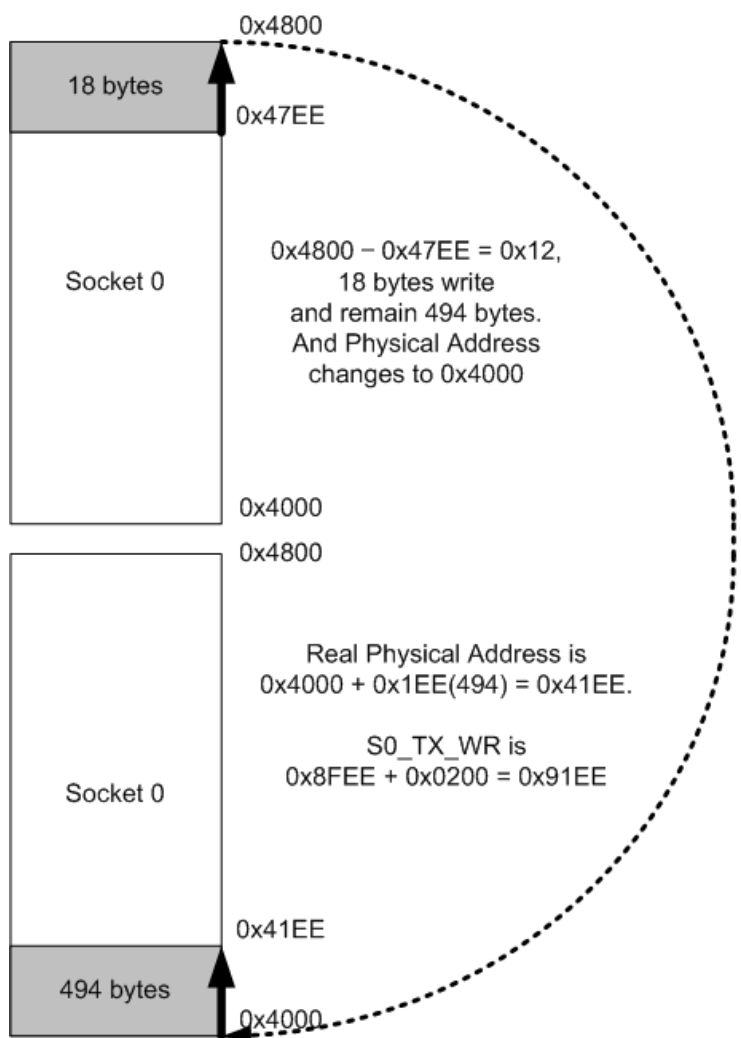 0x4800
18 bytes
0x47EE
Socket 0
0x4800 – 0x47EE = 0x12,
18 bytes write
and remain 494 bytes.
And Physical Address
changes to 0x4000
0x4000
0x4800
Real Physical Address is
0x4000 + 0x1EE(494) = 0x41EE.
S0_TX_WR is
0x8FEE + 0x0200 = 0x91EE
Socket 0
0x41EE
494 bytes
0x4000